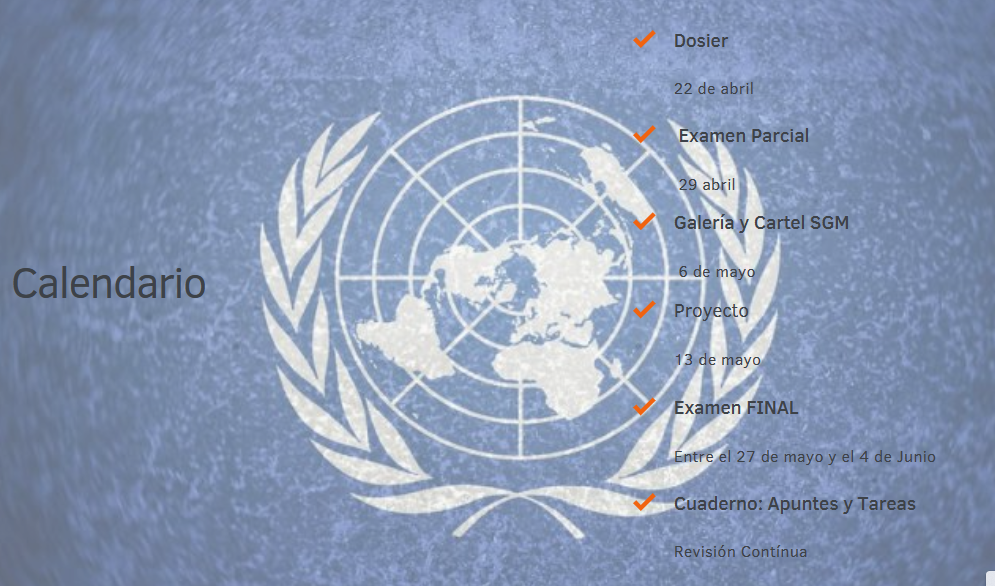 Calendario
Dosier
22 de abril
Examen Parcial
29 abril
Galería y Cartel SGM
6 de mayo
Proyecto
13 de mayo
Examen FINAL
Entre el 27 de mayo y el 4 de Junio
Cuaderno: Apuntes y Tareas
Revisión Contínua